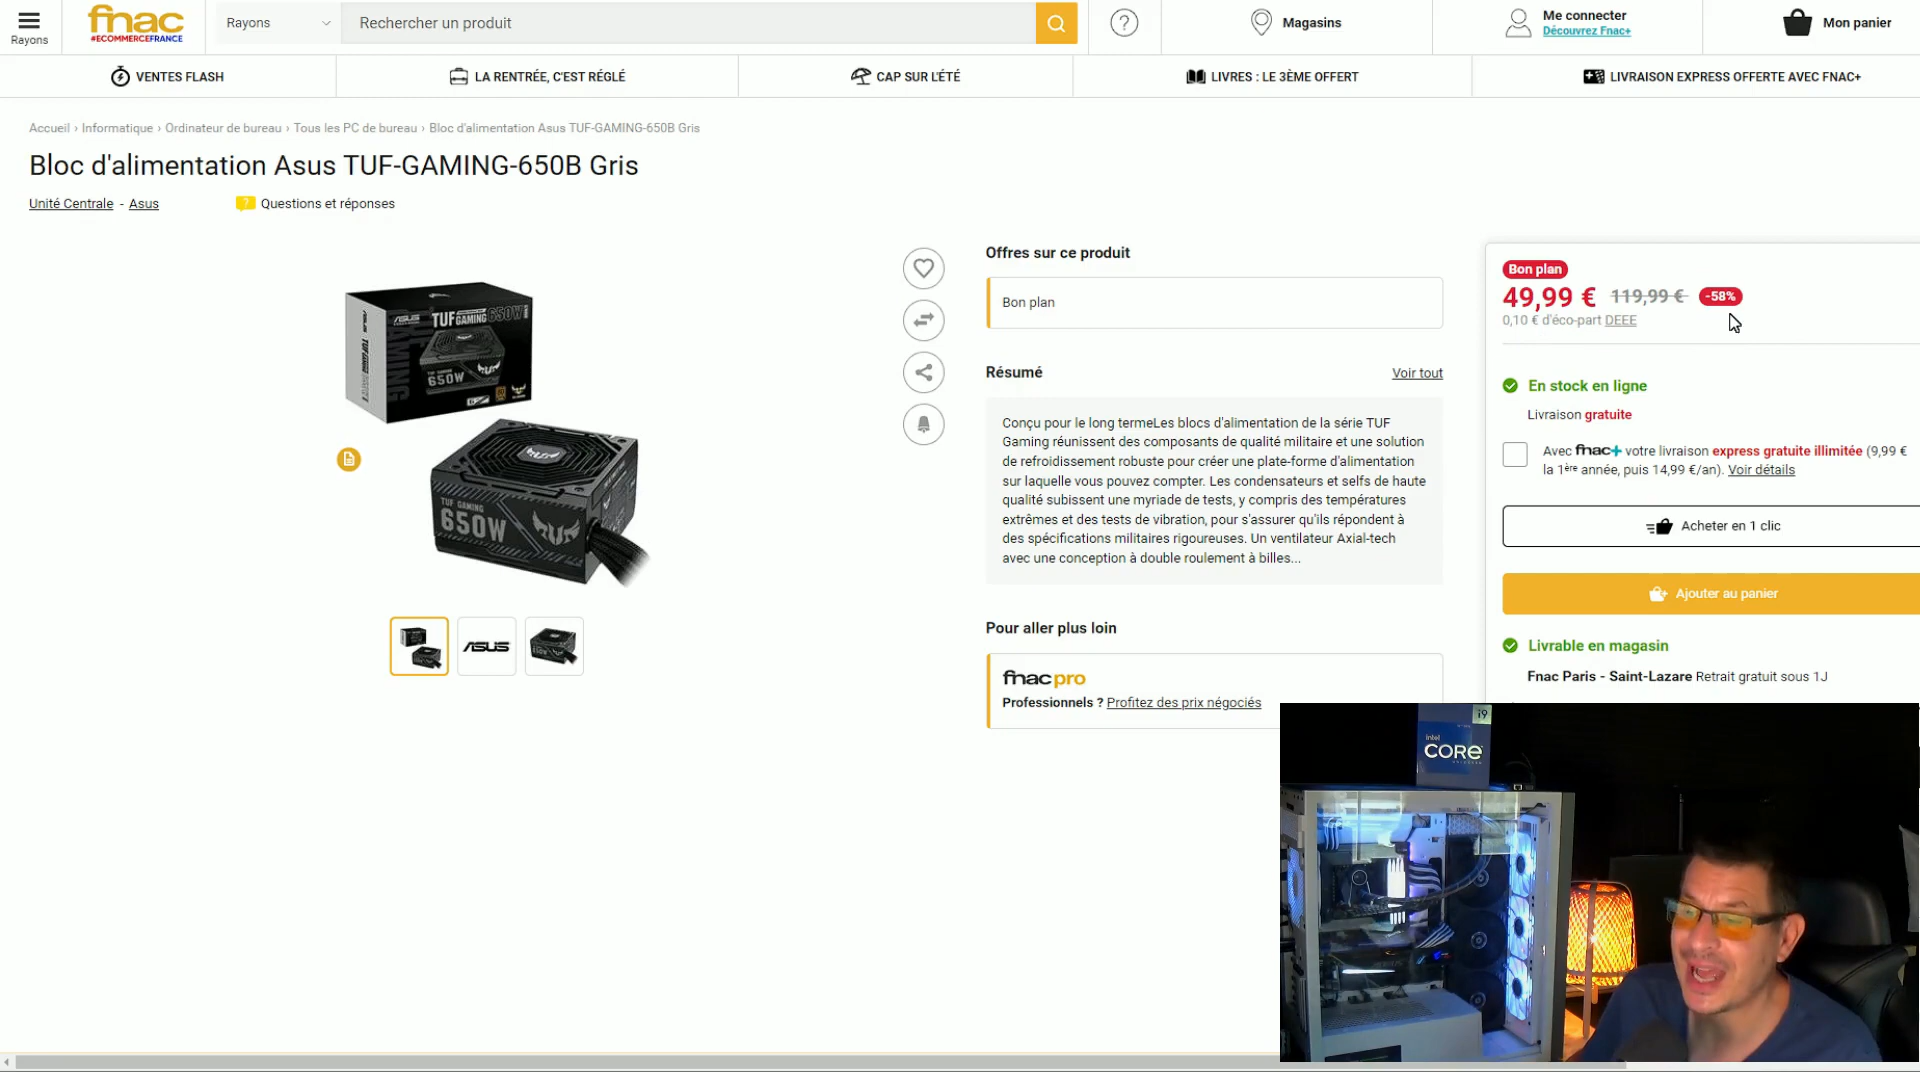 Rayons
fnac
#ECOMMERCEFRANCE
Rayons
Rechercher un produit
?
Magasins
Me connecter
Découvrez Fnac+
Mon panier
VENTES FLASH
LA RENTRÉE, C'EST RÉGLÉ
CAP SUR L'ÉTÉ
LIVRES : LE 3ÈME OFFERT
LIVRAISON EXPRESS OFFERTE AVEC FNAC+
Accueil › Informatique › Ordinateur de bureau › Tous les PC de bureau › Bloc d'alimentation Asus TUF-GAMING-650B Gris
Bloc d'alimentation Asus TUF-GAMING-650B Gris
Unité Centrale - Asus
? Questions et réponses
ASUS
TUF GAMING 650W
TUF GAMING
650W
TUF GAMING
650W
ASUS
Offres sur ce produit
Bon plan
Résumé
Voir tout
Conçu pour le long termeLes blocs d'alimentation de la série TUF
Gaming réunissent des composants de qualité militaire et une solution
de refroidissement robuste pour créer une plate-forme d'alimentation
sur laquelle vous pouvez compter. Les condensateurs et selfs de haute
qualité subissent une myriade de tests, y compris des températures
extrêmes et des tests de vibration, pour s'assurer qu'ils répondent à
des spécifications militaires rigoureuses. Un ventilateur Axial-tech
avec une conception à double roulement à billes...
Pour aller plus loin
fnac pro
Professionnels ? Profitez des prix négociés
Bon plan
49,99 € 119,99 € -58%
0,10 € d'éco-part DEEE
En stock en ligne
Livraison gratuite
Avec fnac+ votre livraison express gratuite illimitée (9,99 €
la 1ère année, puis 14,99 €/an). Voir détails
Acheter en 1 clic
Ajouter au panier
Livrable en magasin
Fnac Paris - Saint-Lazare Retrait gratuit sous 1J
i9
intel
CORE